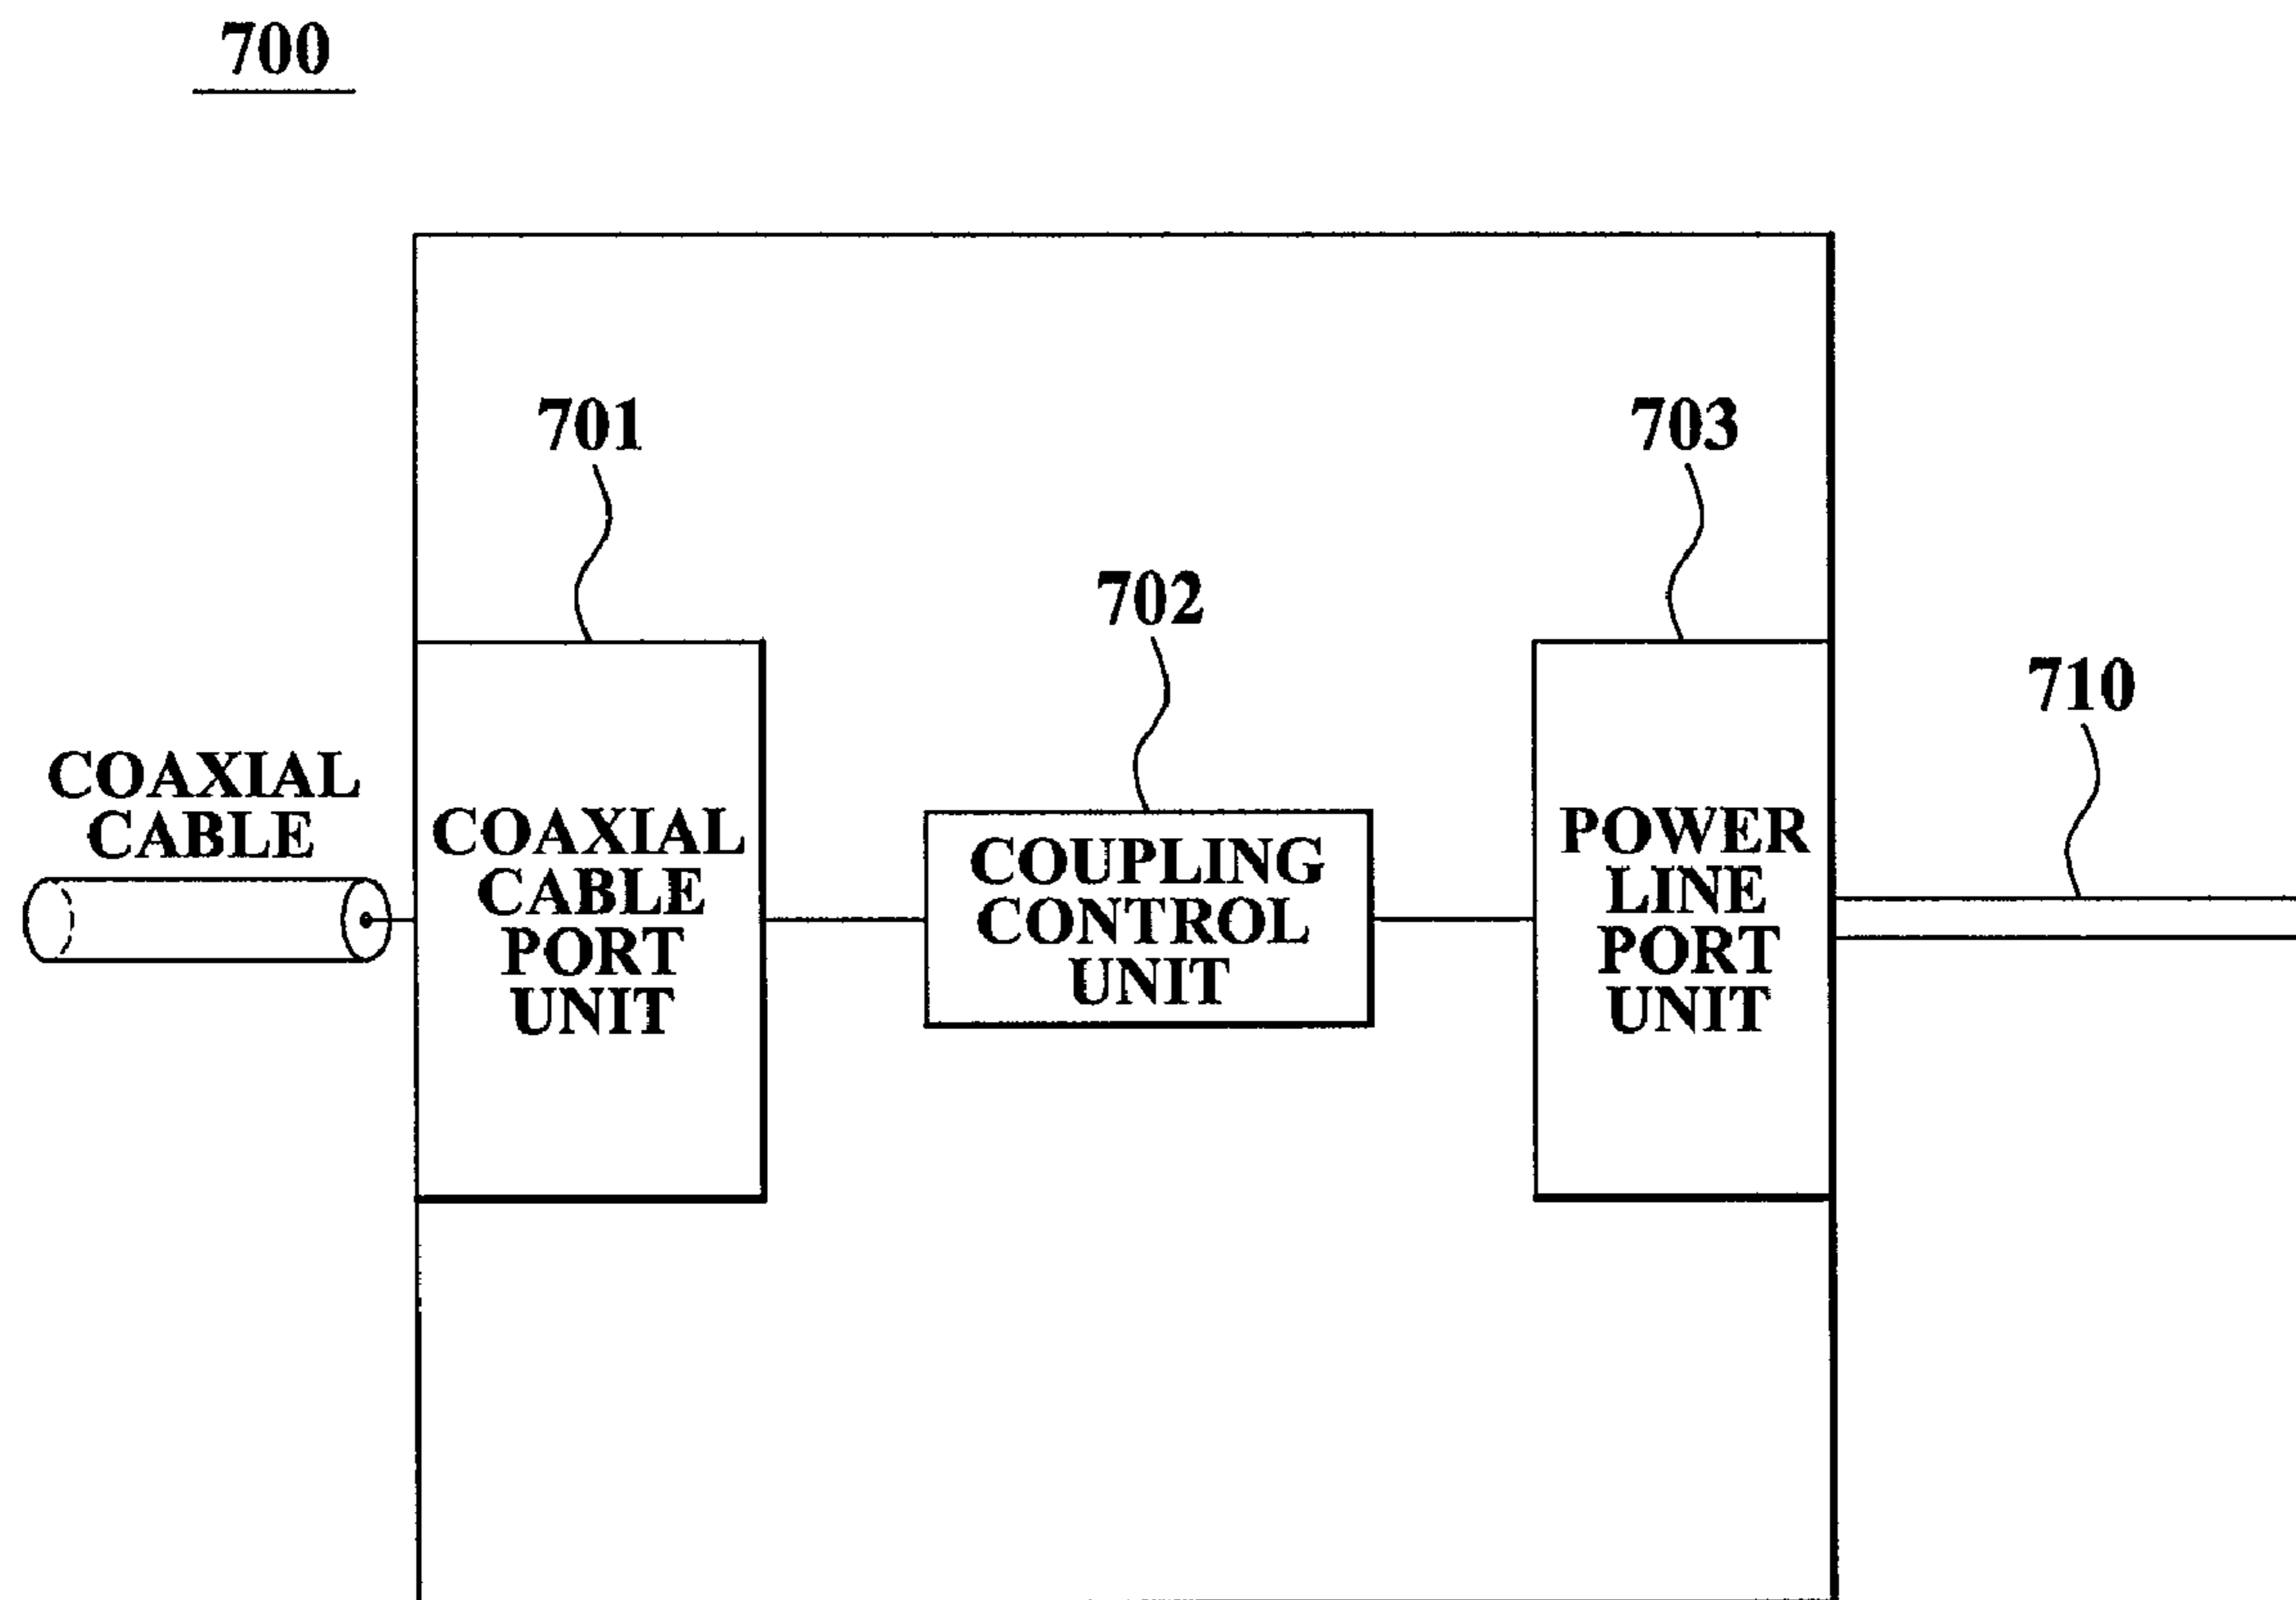 700
701
703
702
710
COAXIAL
CABLE
COAXIAL
CABLE
PORT
UNIT
COUPLING
CONTROL
UNIT
POWER
LINE
PORT
UNIT